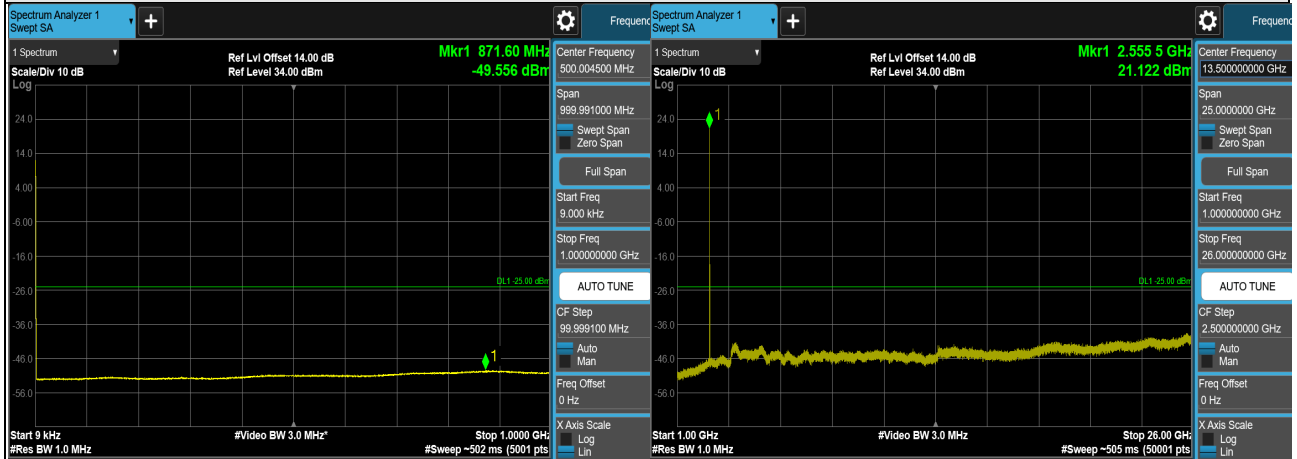 Spectrum Analyzer 1
Swept SA
+
Frequenc
1 Spectrum
Scale/Div 10 dB
Log
Ref Lvl Offset 14.00 dB
Ref Level 34.00 dBm
Mkr1 871.60 MHz
-49.556 dBm
24.0
14.0
4.00
-6.00
-16.0
-26.0
-36.0
-46.0
-56.0
1
DL1 -25.00 dBm
Start 9 kHz
#Res BW 1.0 MHz
#Video BW 3.0 MHz*
Stop 1.0000 GHz
#Sweep ~502 ms (5001 pts
Center Frequency
500.004500 MHz
Span
999.991000 MHz
Swept Span
Zero Span
Full Span
Start Freq
9.000 kHz
Stop Freq
1.000000000 GHz
AUTO TUNE
CF Step
99.999100 MHz
Auto
Man
Freq Offset
0 Hz
X Axis Scale
Log
Lin
Spectrum Analyzer 1
Swept SA
+
Frequenc
1 Spectrum
Scale/Div 10 dB
Log
Ref Lvl Offset 14.00 dB
Ref Level 34.00 dBm
Mkr1 2.555 5 GHz
21.122 dBm
24.0
14.0
4.00
-6.00
-16.0
-26.0
-36.0
-46.0
-56.0
1
DL1 -25.00 dBm
Start 1.00 GHz
#Res BW 1.0 MHz
#Video BW 3.0 MHz
Stop 26.00 GHz
#Sweep ~505 ms (50001 pts
Center Frequency
13.50000000 GHz
Span
25.0000000 GHz
Swept Span
Zero Span
Full Span
Start Freq
1.000000000 GHz
Stop Freq
26.000000000 GHz
AUTO TUNE
CF Step
2.500000000 GHz
Auto
Man
Freq Offset
0 Hz
X Axis Scale
Log
Lin